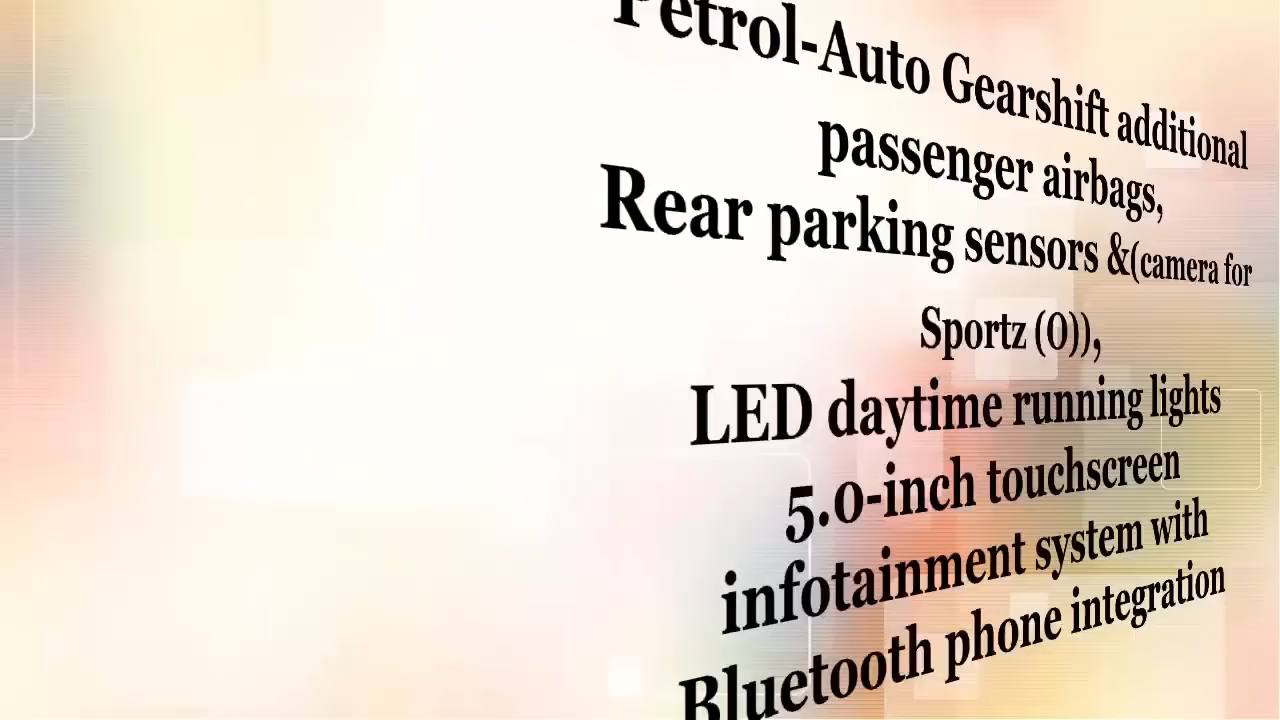 Petrol-Auto Gearshift additional
passenger airbags,
Rear parking sensors &(camera for
Sportz (O)),
LED daytime running lights
5.0-inch touchscreen
infotainment system with
Bluetooth phone integration